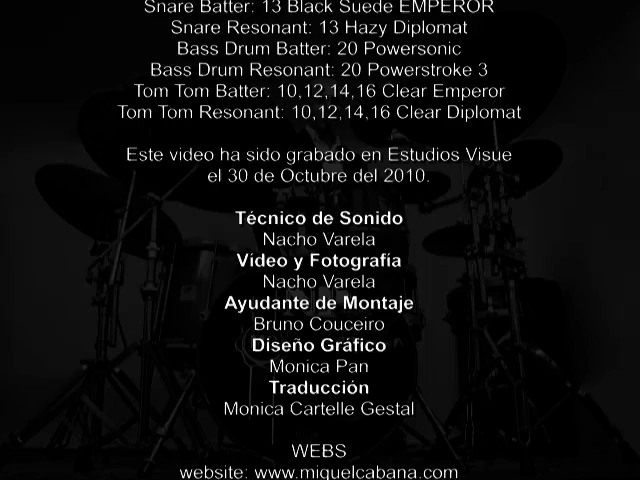 Snare Batter: 13 Black Suede EMPEROR
Snare Resonant: 13 Hazy Diplomat
Bass Drum Batter: 20 Powersonic
Bass Drum Resonant: 20 Powerstroke 3
Tom Tom Batter: 10,12,14,16 Clear Emperor
Tom Tom Resonant: 10,12,14,16 Clear Diplomat
Este video ha sido grabado en Estudios Visue
el 30 de Octubre del 2010.
Técnico de Sonido
Nacho Varela
Vídeo y Fotografía
Nacho Varela
Ayudante de Montaje
Bruno Couceiro
Diseño Gráfico
Monica Pan
Traducción
Monica Cartelle Gestal
WEBS
website: www.miguelcabana.com